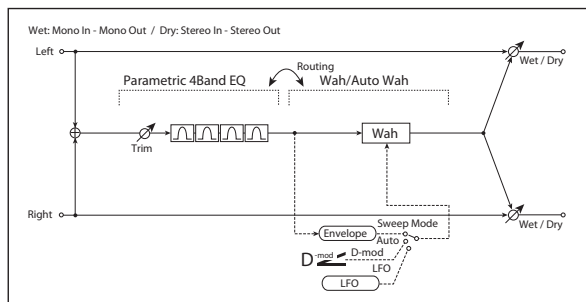 Wet: Mono In - Mono Out / Dry: Stereo In - Stereo Out
Left
Wet / Dry
Routing
Parametric 4Band EQ
Wah/Auto Wah
Trim
Wah
Right
Wet / Dry
Envelope
Sweep Mode
Auto
D-mod
D-mod
LFO
LFO